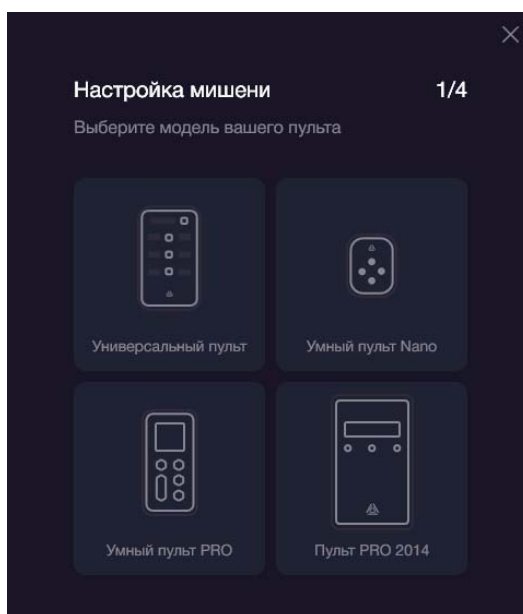 Настройка мишени 1/4
Выберите модель вашего пульта
Универсальный пульт
Умный пульт Nano
Умный пульт PRO
Пульт PRO 2014